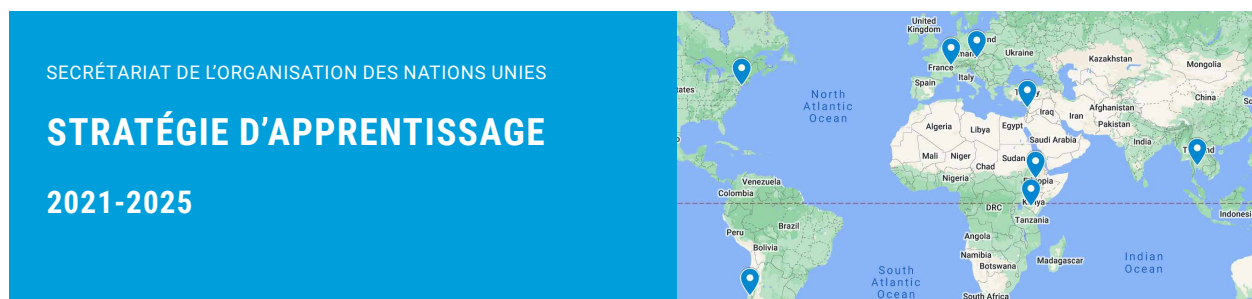 SECRÉTARIAT DE L'ORGANISATION DES NATIONS UNIES
STRATÉGIE D'APPRENTISSAGE
2021-2025
United
Kingdom
Ukraine
Kazakhstan
Mongolia
France
Italy
Spain
North
Atlantic
Ocean
Iraq
Iran
Afghanistan
Pakistan
China
India
Algeria
Libya
Egypt
Saudi Arabia
Mali
Niger
Chad
Sudan
Nigeria
Venezuela
Colombia
DRC
Tanzania
Peru
Brazil
Bolivia
Angola
Namibia
Botswana
Madagascar
Indian
Ocean
South
Atlantic
Ocean
South Africa